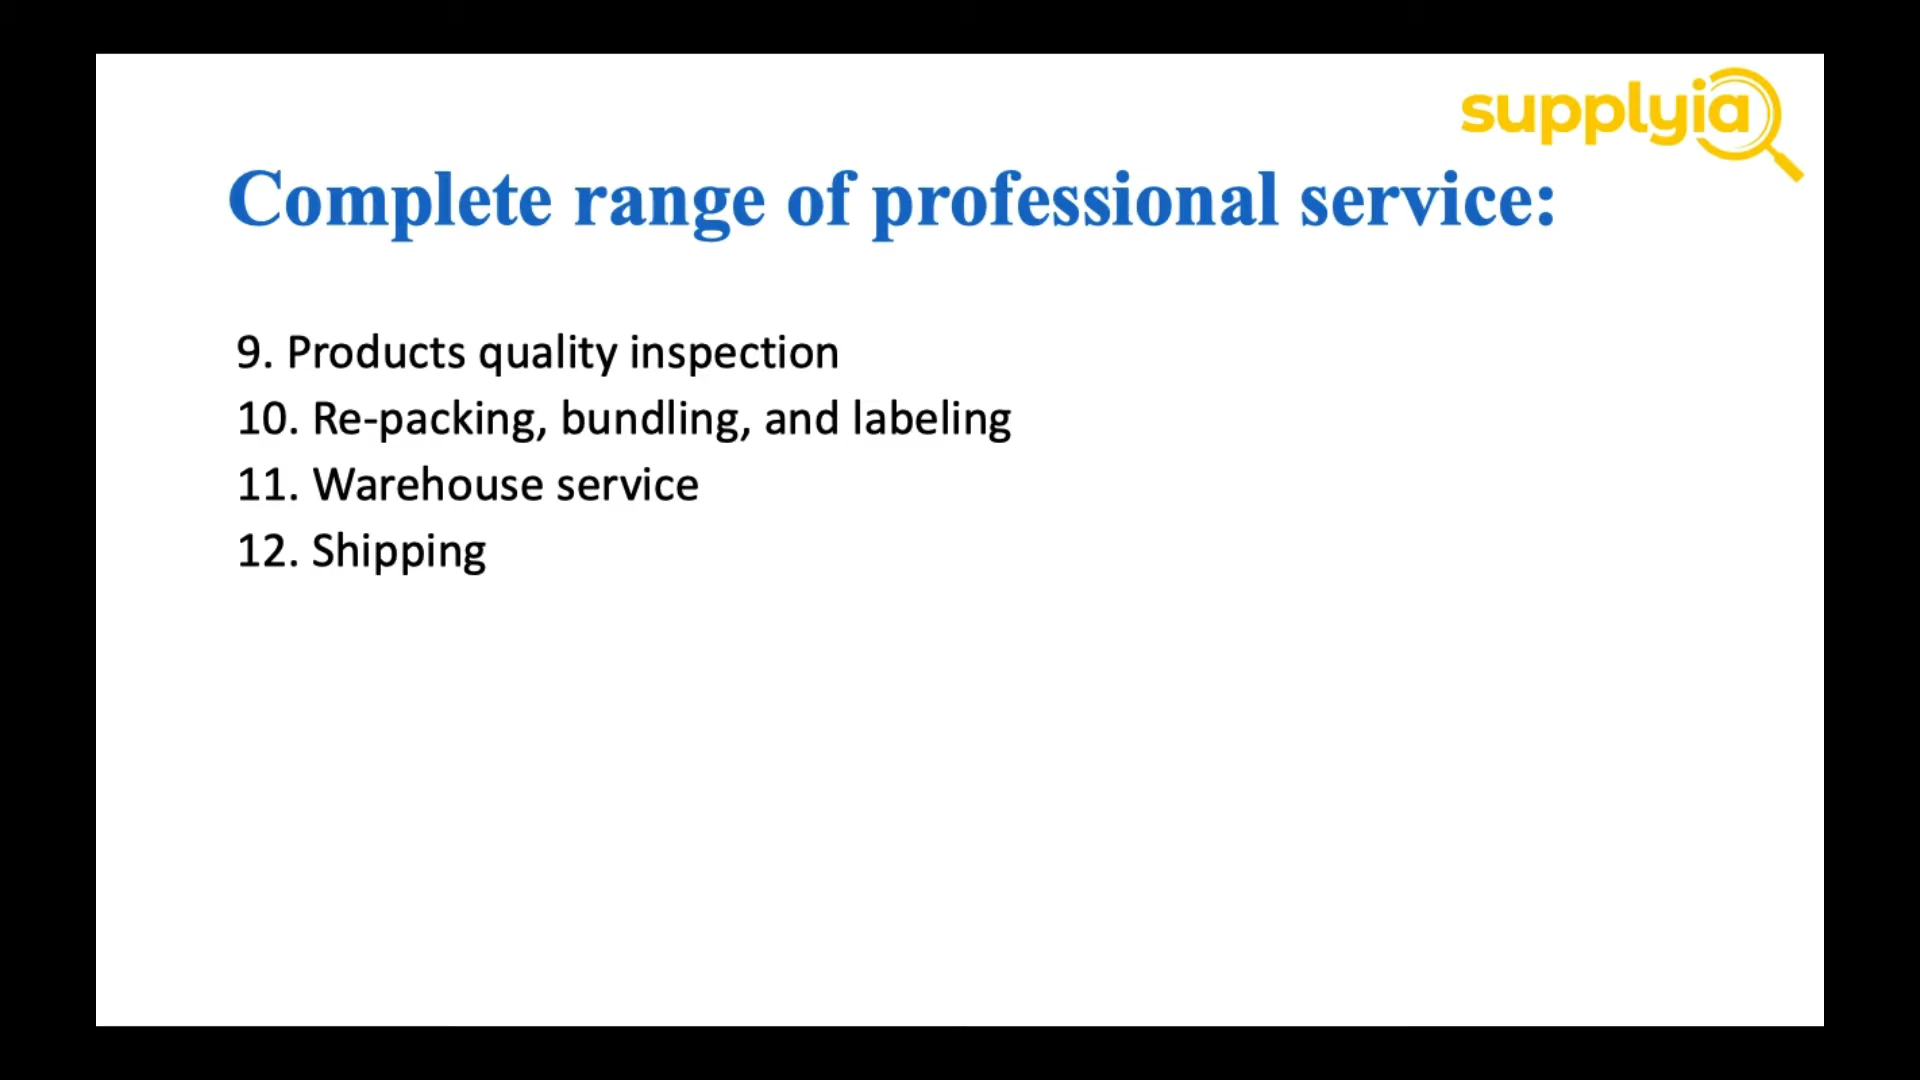 supplyia
Complete range of professional service:
9. Products quality inspection
10. Re-packing, bundling, and labeling
11. Warehouse service
12. Shipping